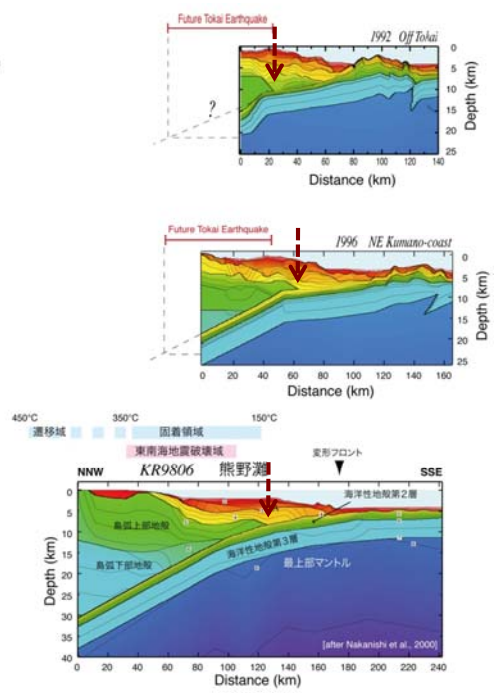 Future Tokai Earthquake
1992 Off Tokai
?
0
5
10
15
20
25
Depth (km)
0 20 40 60 80 100 120 140
Distance (km)
Future Tokai Earthquake
1996 NE Kumano-coast
0
5
10
15
20
25
Depth (km)
0 20 40 60 80 100 120 140 160
Distance (km)
450°C 350°C 150°C
遷移域 固着領域
東南海地震破壊域 変形フロント
NNW KR9806 熊野灘 SSE
海洋性地殻第2層
島弧上部地殻
海洋性地殻第3層
島弧下部地殻
最上部マントル
[after Nakanishi et al., 2000]
0
5
10
15
20
25
30
35
40
Depth (km)
0 20 40 60 80 100 120 140 160 180 200 220 240
Distance (km)